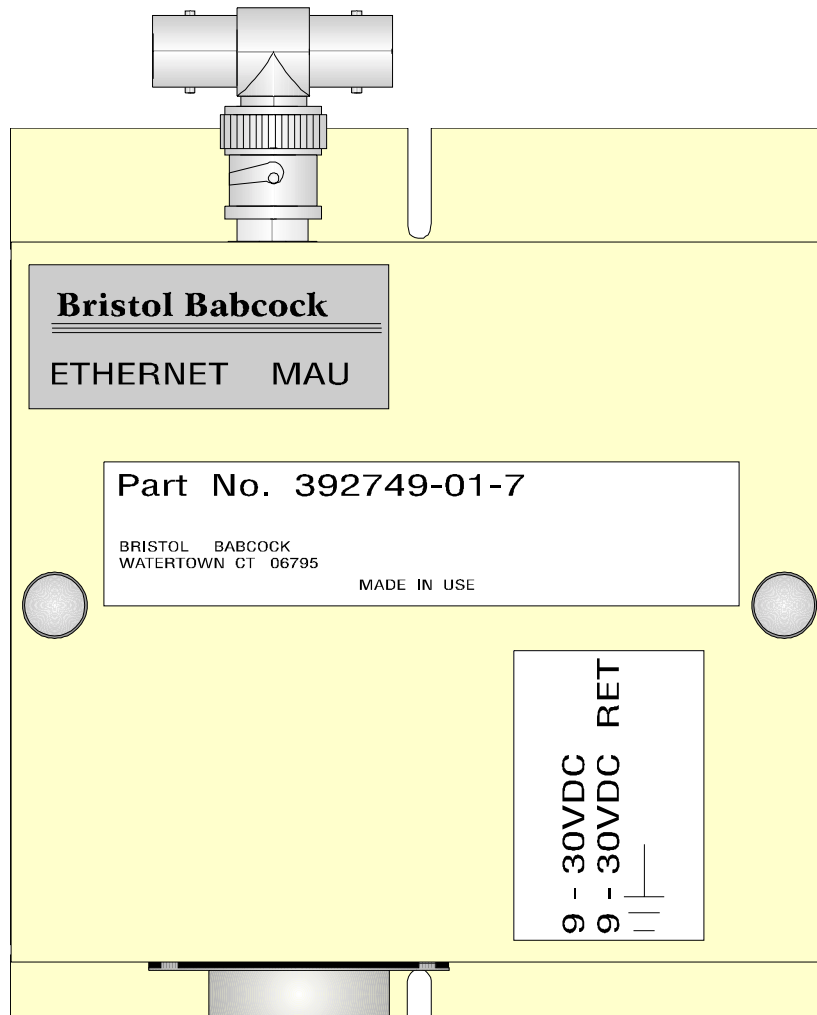 Bristol Babcock
ETHERNET MAU
Part No. 392749-01-7
BRISTOL BABCOCK
WATERTOWN CT 06795
MADE IN USE
9 - 30VDC
9 - 30VDC RET